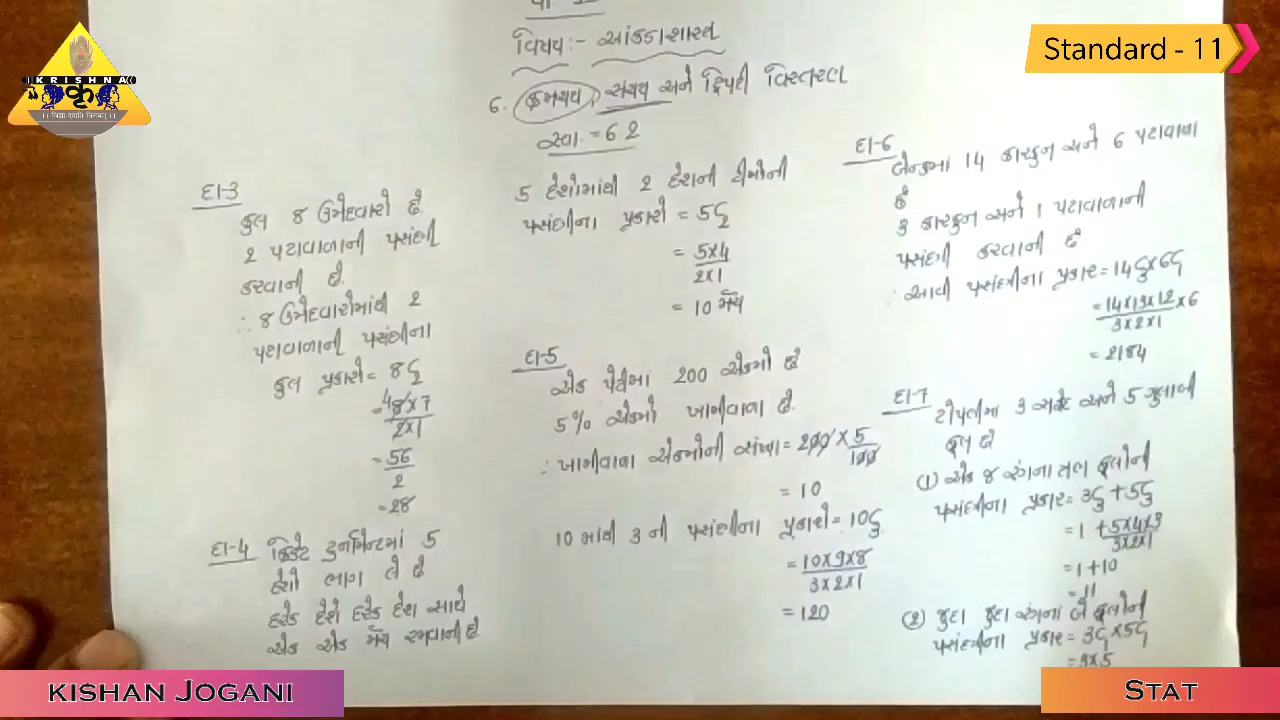 KRISHNA
कृ
Standard - 11
વિષય:- આંકડાશાસ્ત્ર
6. ક્રમચય, સંચય અને દ્વિપદી વિસ્તરણ
સ્વા. = 6.2
દા-3
કુલ 8 ઉમેદવારો છે.
2 પટાવાળાની પસંદગી
કરવાની છે.
∴ 8 ઉમેદવારોમાંથી 2
પટાવાળાની પસંદગીના
કુલ પ્રકારો = 8C2
= 4 8×7 / 2×1
= 56 / 2
= 28
દા-4 ક્રિકેટ ટુર્નામેન્ટમાં 5
દેશો ભાગ લે છે
દરેક દેશે દરેક દેશ સાથે
એક એક મેચ રમવાની છે
5 દેશોમાંથી 2 દેશની ટીમોની
પસંદગીના પ્રકારો = 5C2
= 5×4 / 2×1
= 10 મેચ
દા-5
એક પેટીમાં 200 એકમો છે
5% એકમો ખામીવાળા છે.
∴ ખામીવાળા એકમોની સંખ્યા = 200 × 5 / 100
= 10
10 માંથી 3 ની પસંદગીના પ્રકારો = 10C3
= 10×9×8 / 3×2×1
= 120
દા-6
બેન્કમાં 14 કારકુન અને 6 પટાવાળા
છે
3 કારકુન અને 1 પટાવાળાની
પસંદગી કરવાની છે
∴ આવી પસંદગીના પ્રકાર = 14C3×6C1
= 14×13×12 / 3×2×1 ×6
= 2184
દા-7
ટોપલીમાં 3 સફેદ અને 5 ગુલાબી
ફૂલ છે
(1) એક જ રંગના ત્રણ ફૂલોની
પસંદગીના પ્રકાર = 3C3+5C3
= 1 + 5×4×3 / 3×2×1
= 1+10
= 11
(2) જુદા જુદા રંગના બે ફૂલોની
પસંદગીના પ્રકાર = 3C1×5C1
= 3×5
KISHAN JOGANI
STAT